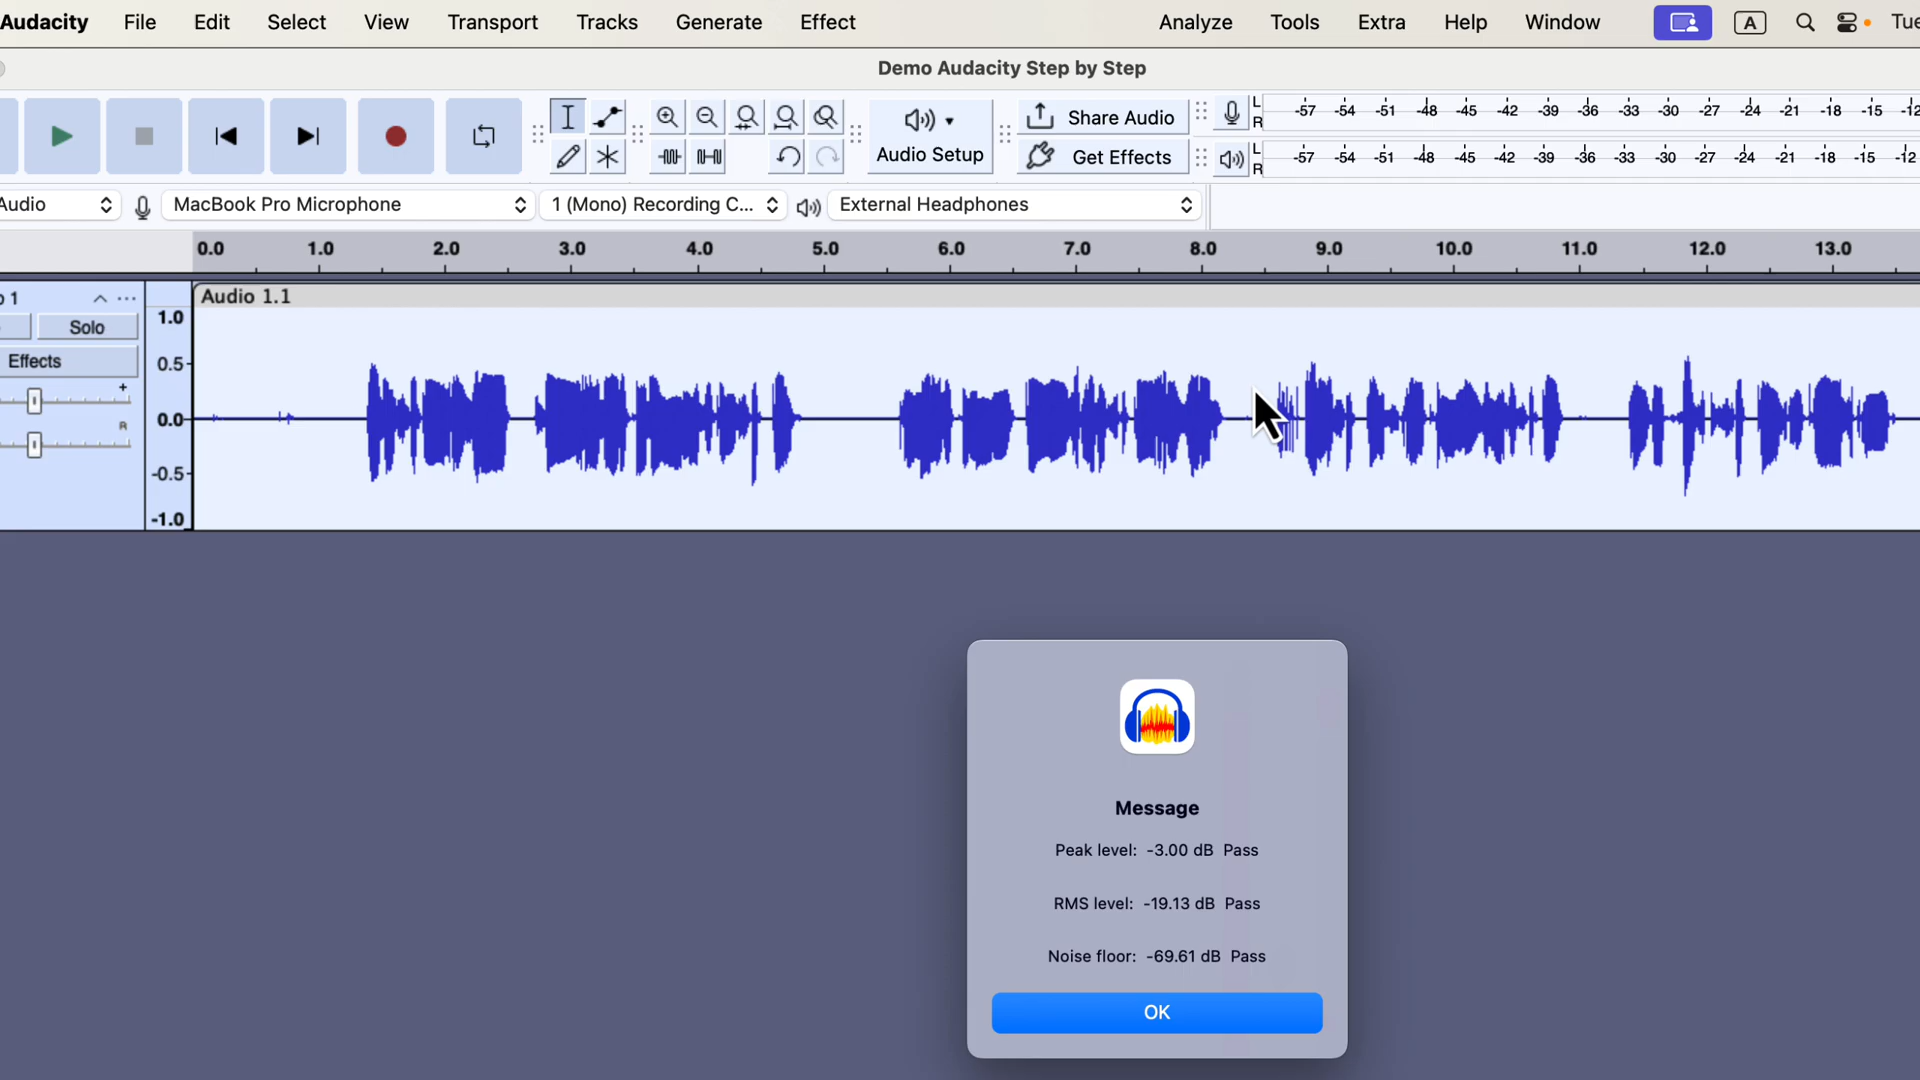 Audacity File Edit Select View Transport Tracks Generate Effect Analyze Tools Extra Help Window A Tue
Demo Audacity Step by Step
Share Audio
L -57 -54 -51 -48 -45 -42 -39 -36 -33 -30 -27 -24 -21 -18 -15 -12
R
Audio Setup
Get Effects
L -57 -54 -51 -48 -45 -42 -39 -36 -33 -30 -27 -24 -21 -18 -15 -12
R
Audio MacBook Pro Microphone 1 (Mono) Recording C... External Headphones
0.0 1.0 2.0 3.0 4.0 5.0 6.0 7.0 8.0 9.0 10.0 11.0 12.0 13.0
o 1 ... Audio 1.1
Solo
Effects
+
R
1.0
0.5
0.0
-0.5
-1.0
Message
Peak level: -3.00 dB Pass
RMS level: -19.13 dB Pass
Noise floor: -69.61 dB Pass
OK